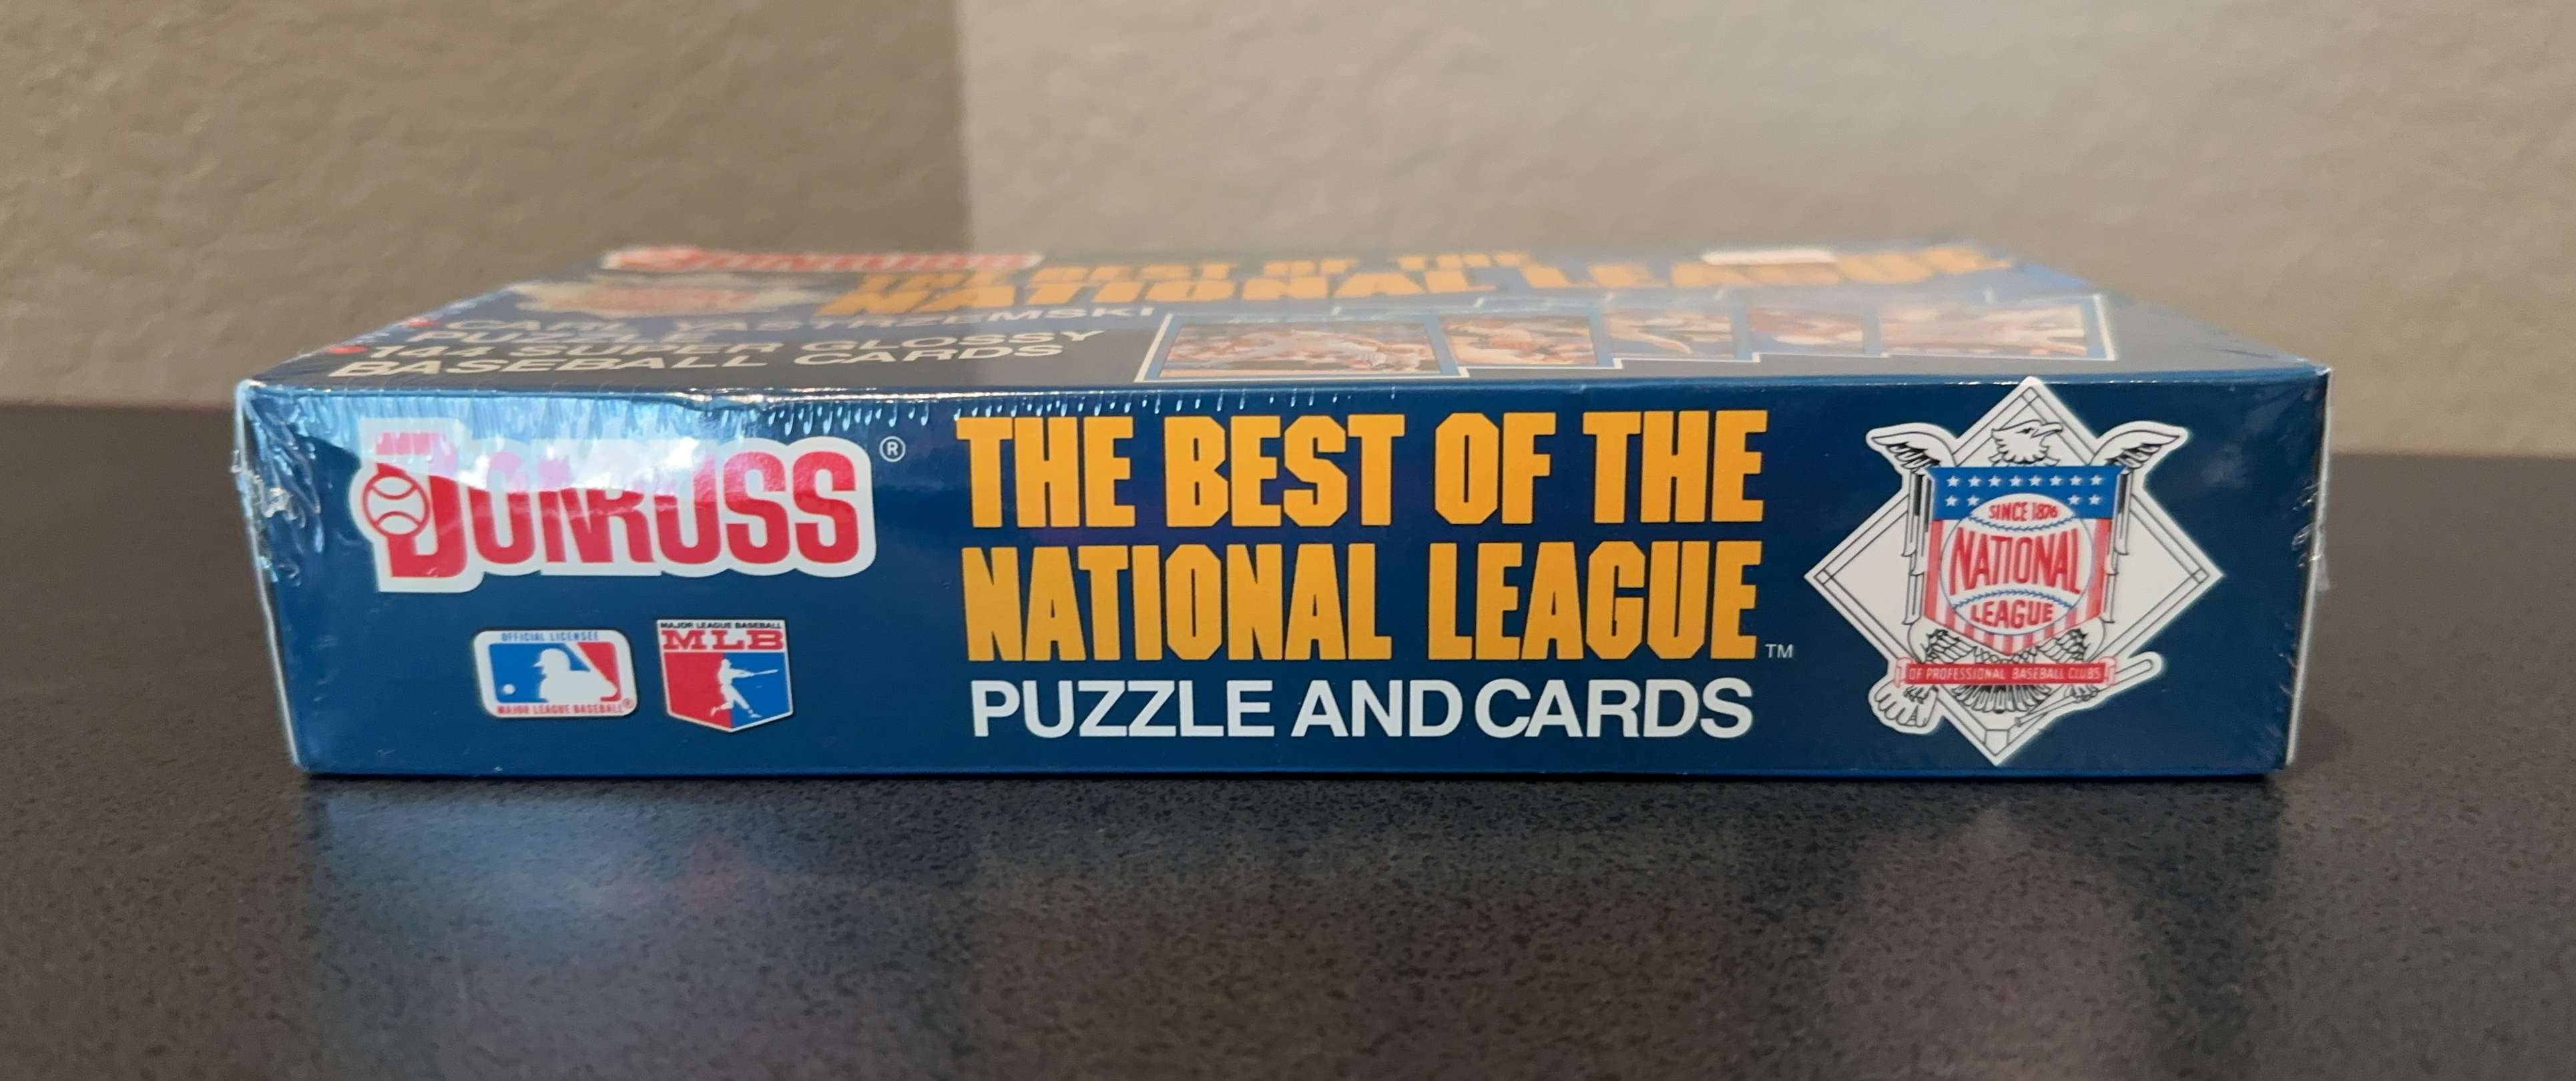 DONRUSS
THE BEST OF THE
NATIONAL LEAGUE
CARL YASTRZEMSKI
PUZZLE
144 SUPER GLOSSY
BASEBALL CARDS
DONRUSS®
THE BEST OF THE
NATIONAL LEAGUE™
PUZZLE AND CARDS
OFFICIAL LICENSEE
MAJOR LEAGUE BASEBALL®
MAJOR LEAGUE BASEBALL
MLB
SINCE 1876
NATIONAL
LEAGUE
OF PROFESSIONAL BASEBALL CLUBS